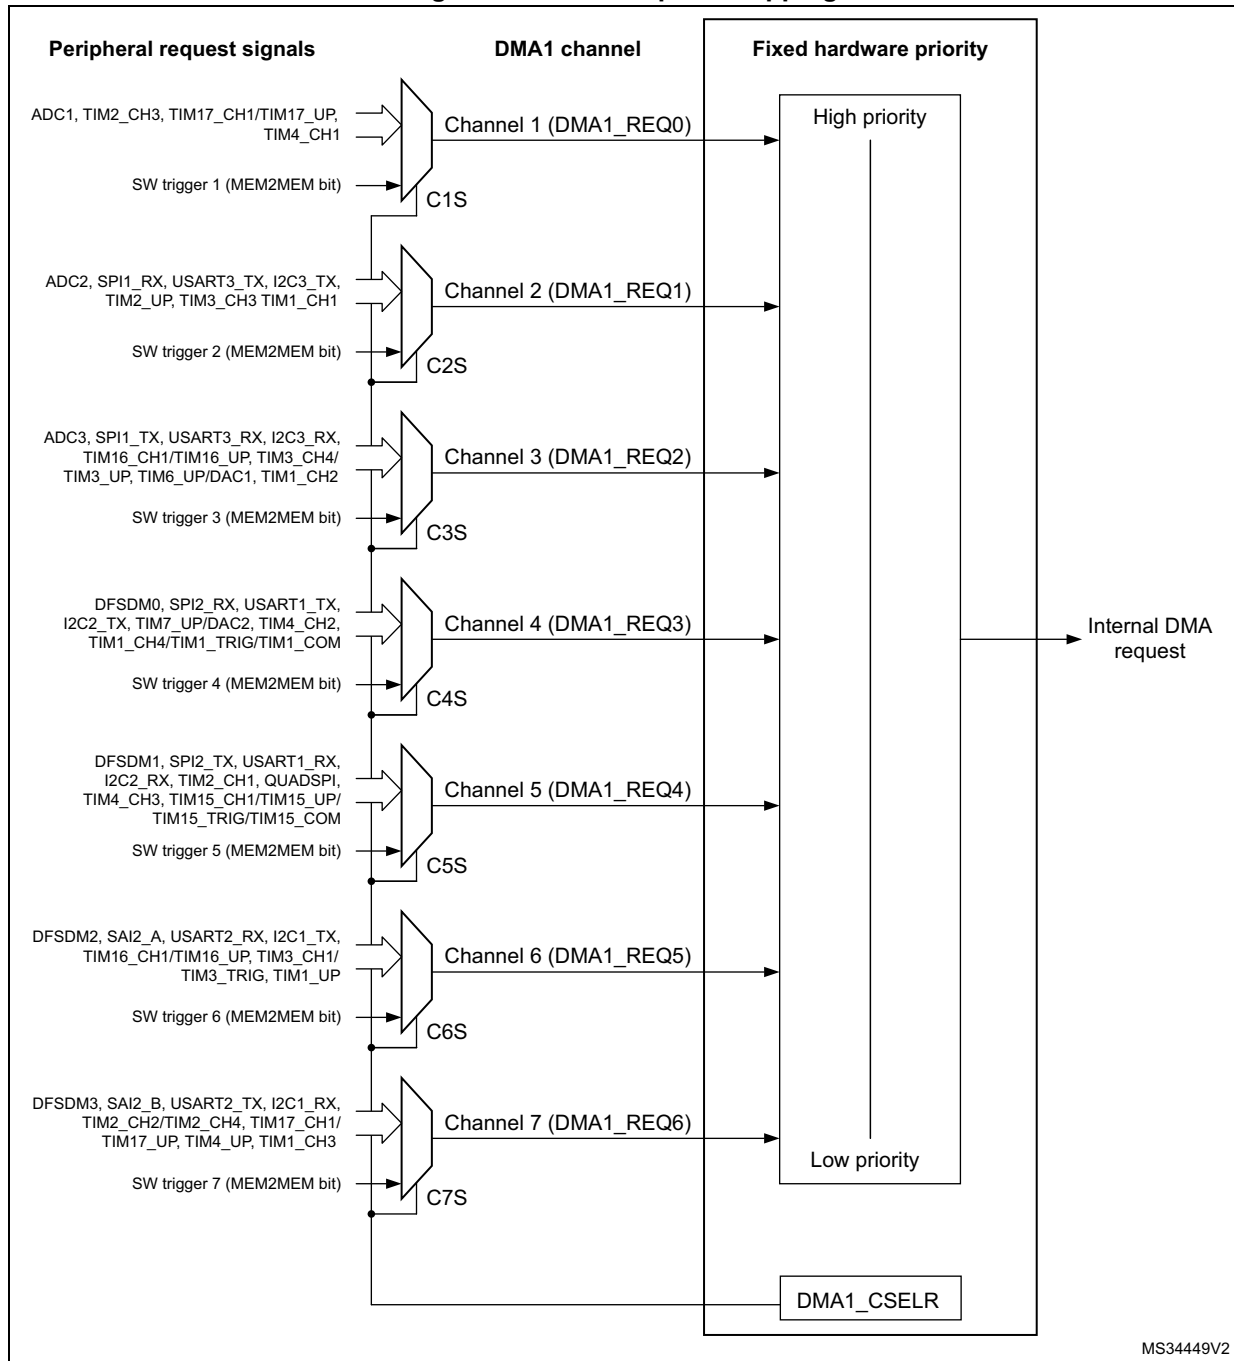 Peripheral request signals
DMA1 channel
Fixed hardware priority
ADC1, TIM2_CH3, TIM17_CH1/TIM17_UP,
TIM4_CH1
SW trigger 1 (MEM2MEM bit)
Channel 1 (DMA1_REQ0)
C1S
High priority
ADC2, SPI1_RX, USART3_TX, I2C3_TX,
TIM2_UP, TIM3_CH3 TIM1_CH1
SW trigger 2 (MEM2MEM bit)
Channel 2 (DMA1_REQ1)
C2S
ADC3, SPI1_TX, USART3_RX, I2C3_RX,
TIM16_CH1/TIM16_UP, TIM3_CH4/
TIM3_UP, TIM6_UP/DAC1, TIM1_CH2
SW trigger 3 (MEM2MEM bit)
Channel 3 (DMA1_REQ2)
C3S
DFSDM0, SPI2_RX, USART1_TX,
I2C2_TX, TIM7_UP/DAC2, TIM4_CH2,
TIM1_CH4/TIM1_TRIG/TIM1_COM
SW trigger 4 (MEM2MEM bit)
Channel 4 (DMA1_REQ3)
C4S
Internal DMA
request
DFSDM1, SPI2_TX, USART1_RX,
I2C2_RX, TIM2_CH1, QUADSPI,
TIM4_CH3, TIM15_CH1/TIM15_UP/
TIM15_TRIG/TIM15_COM
SW trigger 5 (MEM2MEM bit)
Channel 5 (DMA1_REQ4)
C5S
DFSDM2, SAI2_A, USART2_RX, I2C1_TX,
TIM16_CH1/TIM16_UP, TIM3_CH1/
TIM3_TRIG, TIM1_UP
SW trigger 6 (MEM2MEM bit)
Channel 6 (DMA1_REQ5)
C6S
DFSDM3, SAI2_B, USART2_TX, I2C1_RX,
TIM2_CH2/TIM2_CH4, TIM17_CH1/
TIM17_UP, TIM4_UP, TIM1_CH3
SW trigger 7 (MEM2MEM bit)
Channel 7 (DMA1_REQ6)
C7S
Low priority
DMA1_CSELR
MS34449V2